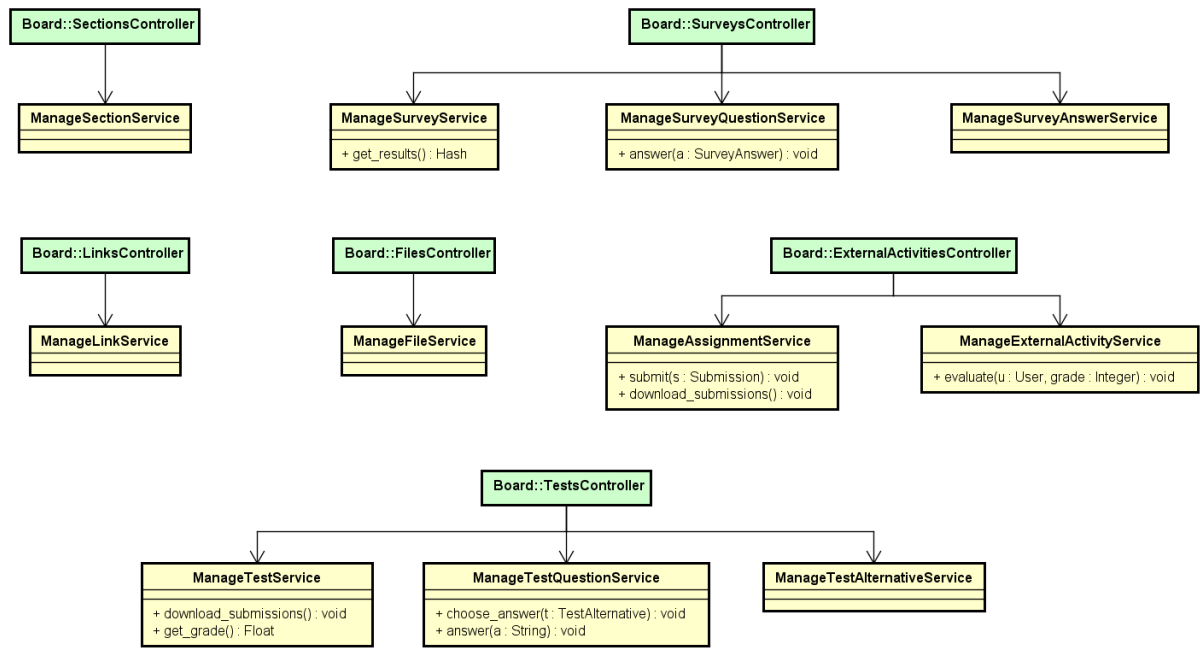 Board::SectionsController
Board::SurveysController
ManageSectionService
ManageSurveyService
+ get_results() : Hash
ManageSurveyQuestionService
+ answer(a : SurveyAnswer) : void
ManageSurveyAnswerService
Board::LinksController
Board::FilesController
Board::ExternalActivitiesController
ManageLinkService
ManageFileService
ManageAssignmentService
+ submit(s : Submission) : void
+ download_submissions() : void
ManageExternalActivityService
+ evaluate(u : User, grade : Integer) : void
Board::TestsController
ManageTestService
+ download_submissions() : void
+ get_grade() : Float
ManageTestQuestionService
+ choose_answer(t : TestAlternative) : void
+ answer(a : String) : void
ManageTestAlternativeService